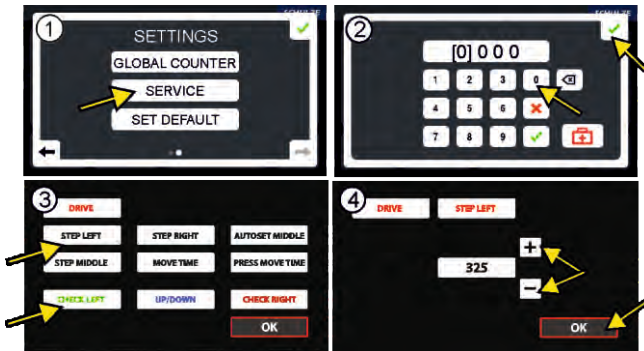 1
SETTINGS
GLOBAL COUNTER
SERVICE
SET DEFAULT
2
[0] 0 0 0
1 2 3 0
4 5 6
7 8 9
3
DRIVE
STEP LEFT STEP RIGHT AUTOSET MIDDLE
STEP MIDDLE MOVE TIME PRESS MOVE TIME
CHECK LEFT UP/DOWN CHECK RIGHT
OK
4
DRIVE STEP LEFT
325
OK